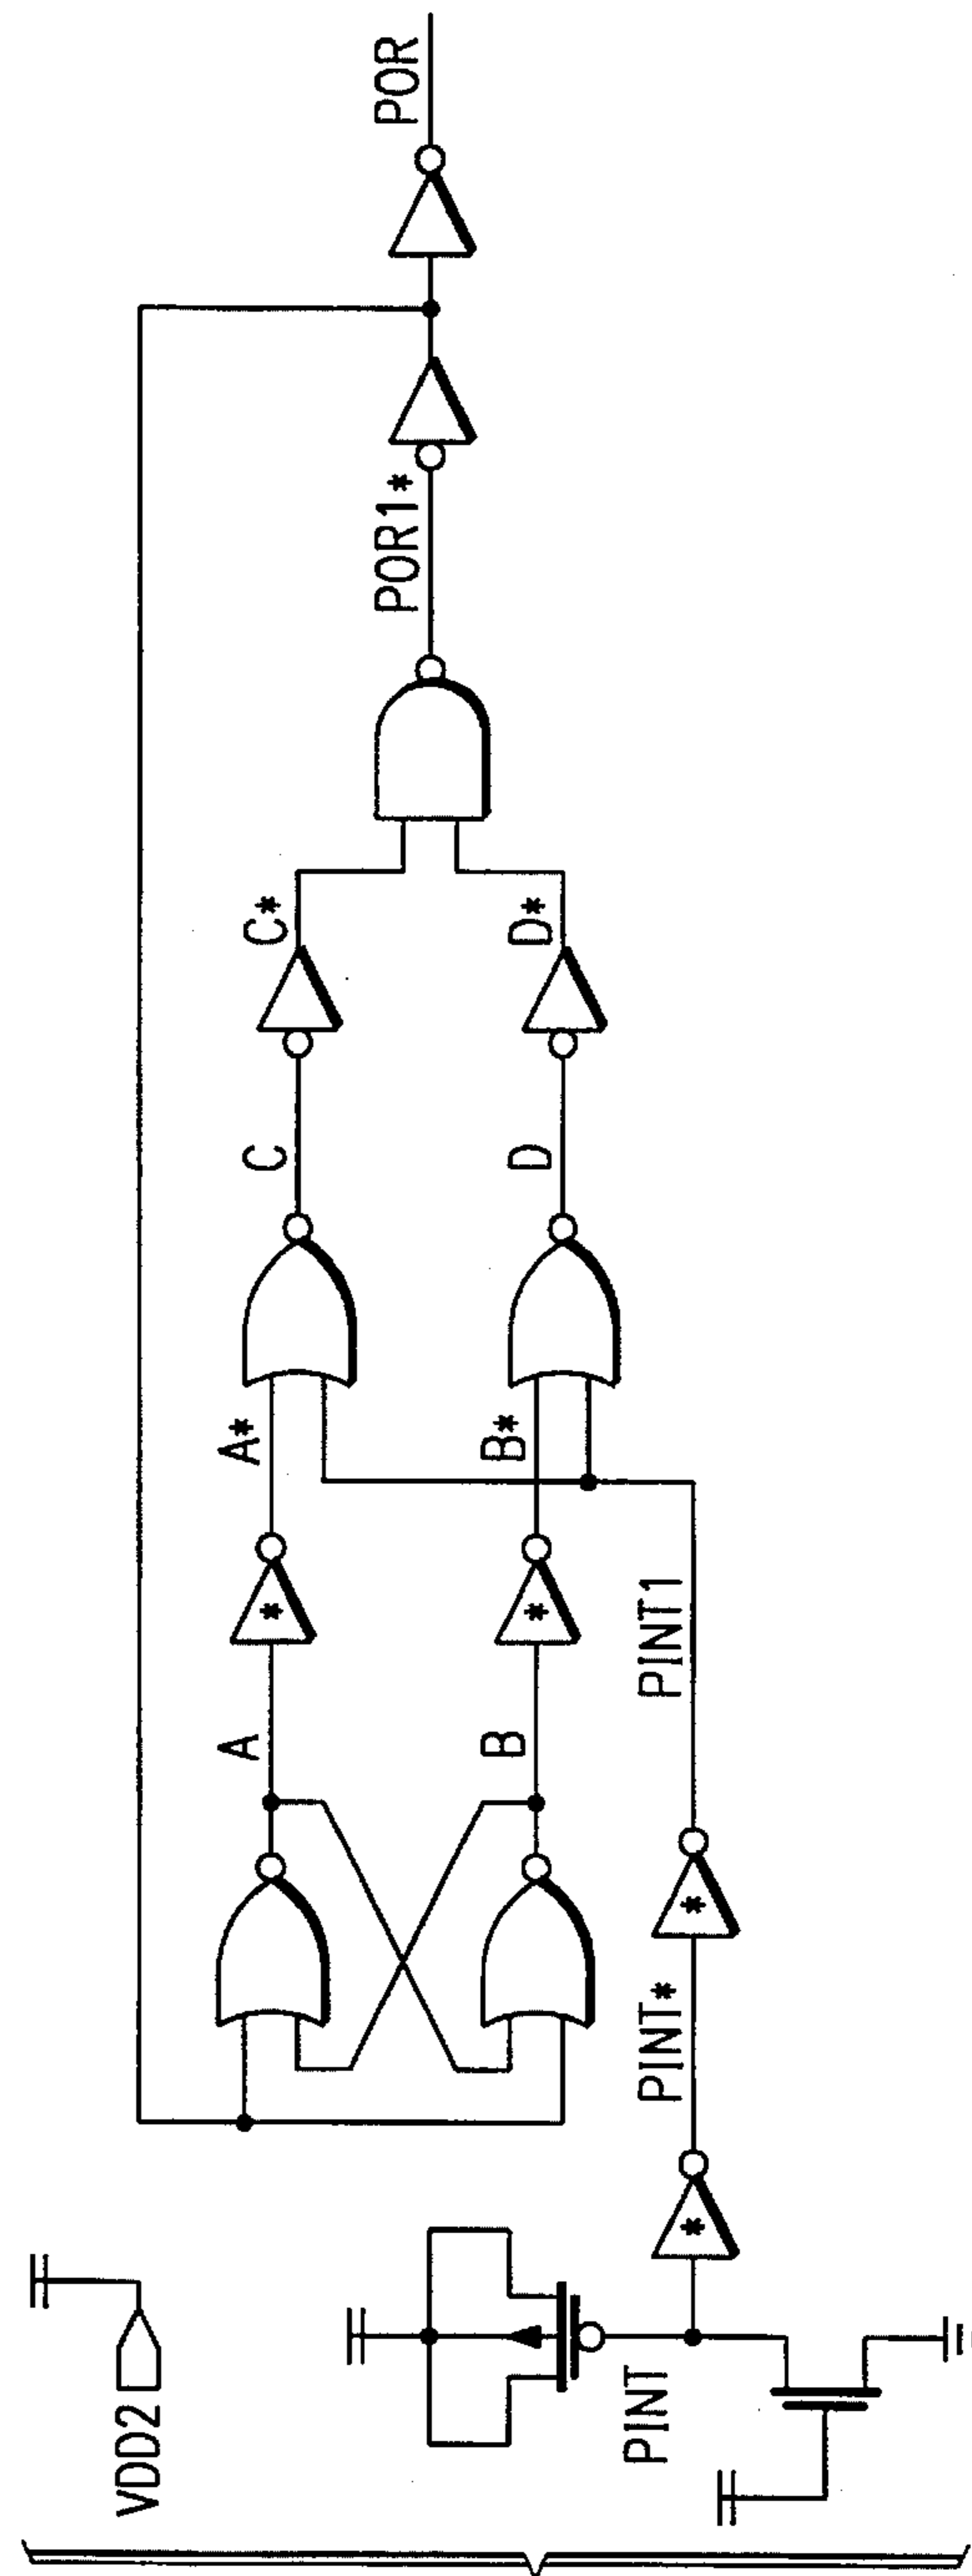 VDD2
PINT
PINT*
PINT1
A
B
A*
B*
C
D
C*
D*
POR1*
POR
*
*
*
*